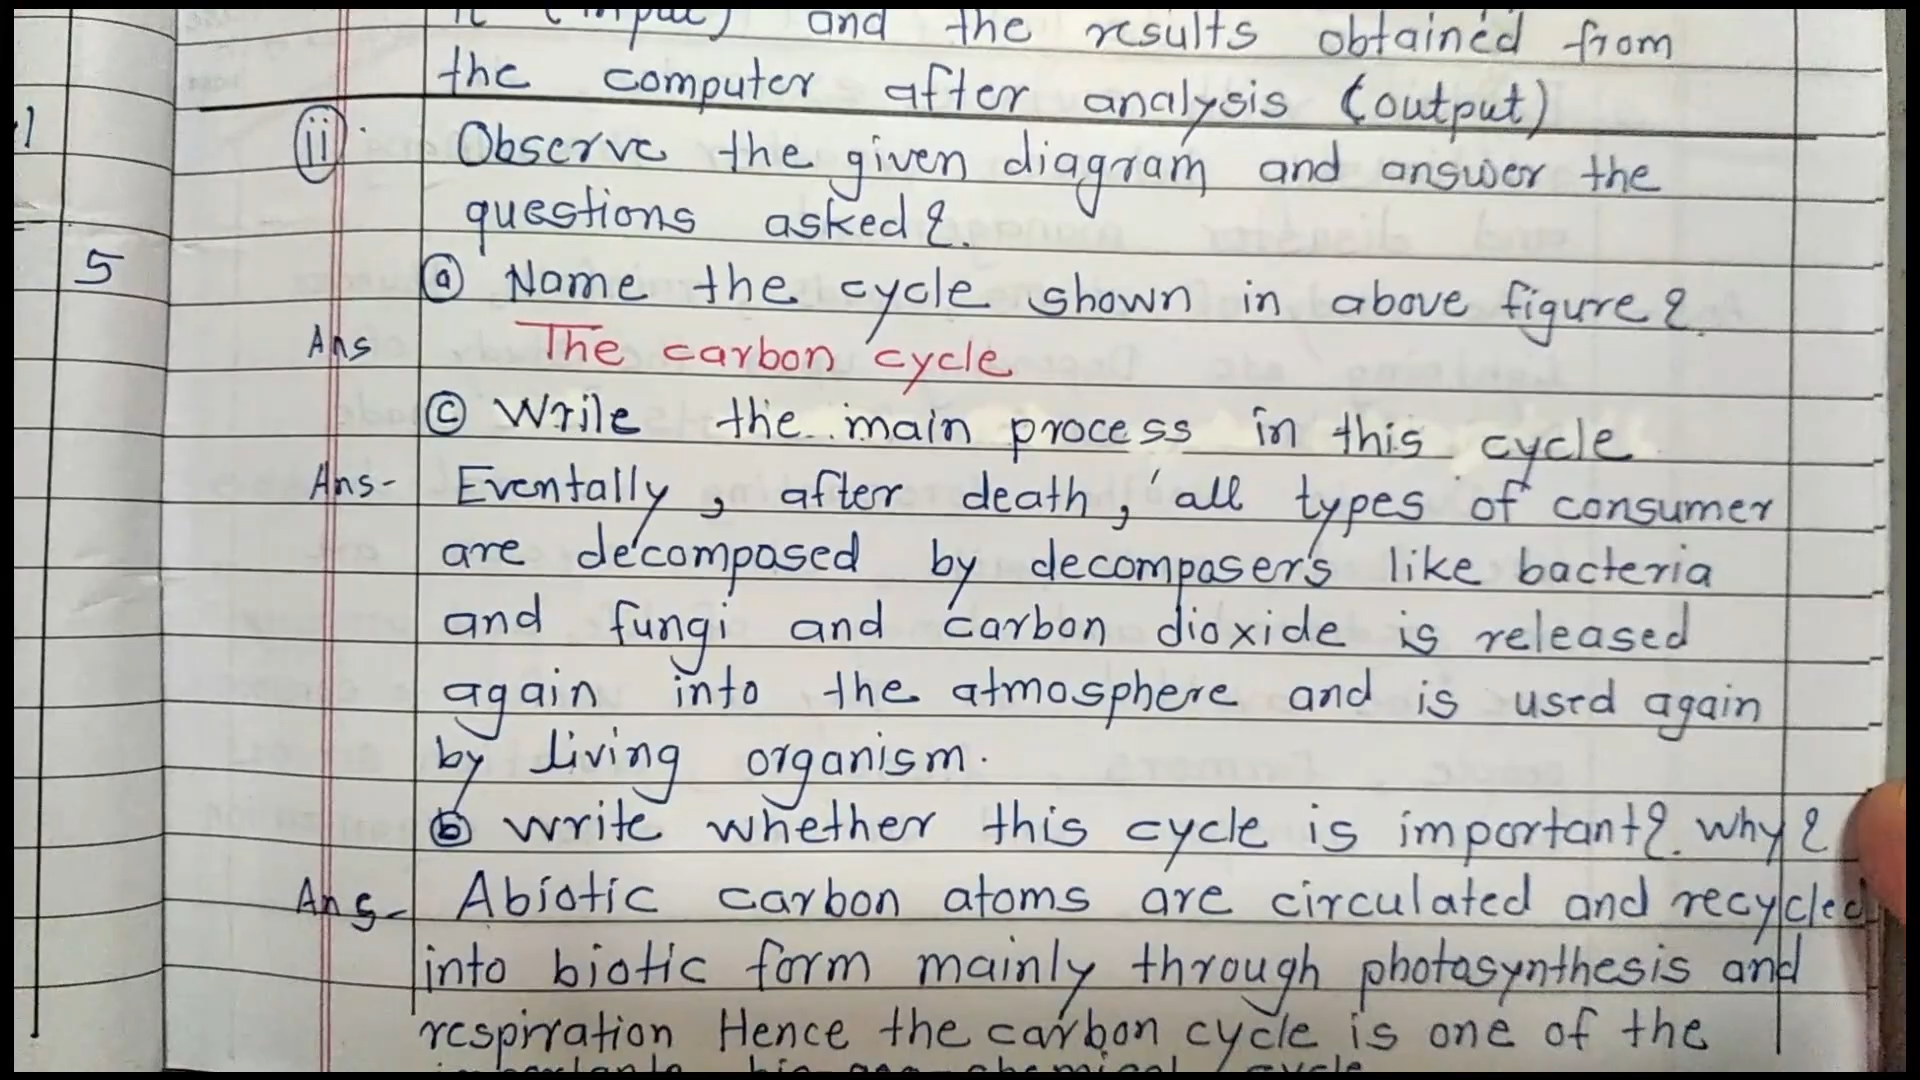 it (input) and the results obtained from
the computer after analysis (output)
(ii) Observe the given diagram and answer the
questions asked?
5
(a) Name the cycle shown in above figure?
Ans The carbon cycle
(c) Write the main process in this cycle
Ans- Eventally, after death, all types of consumer
are decomposed by decomposers like bacteria
and fungi and carbon dioxide is released
again into the atmosphere and is used again
by living organism.
(b) write whether this cycle is important? why?
Ans- Abiotic carbon atoms are circulated and recycled
into biotic form mainly through photosynthesis and
respiration Hence the carbon cycle is one of the